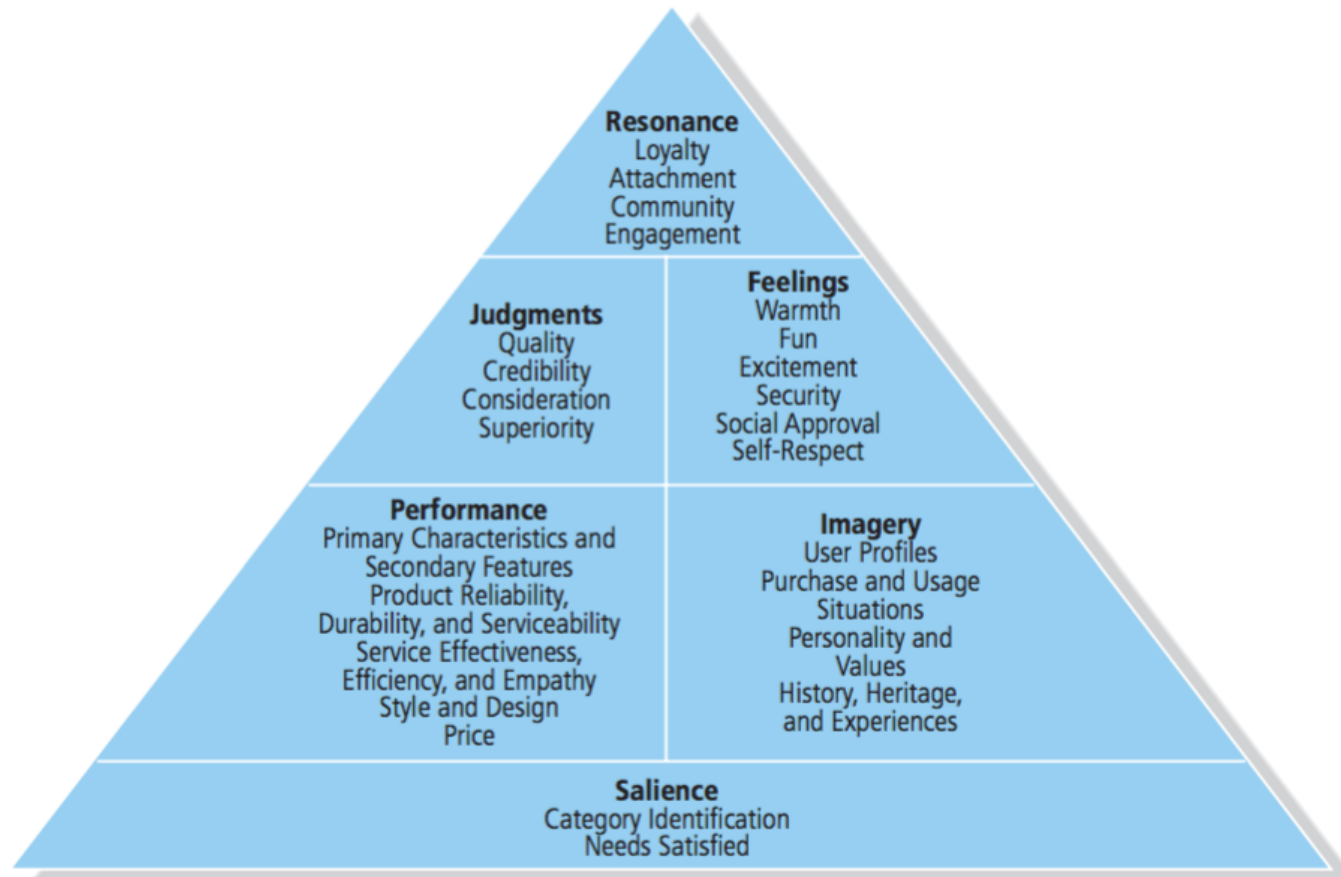 Resonance
Loyalty
Attachment
Community
Engagement
Judgments
Quality
Credibility
Consideration
Superiority
Feelings
Warmth
Fun
Excitement
Security
Social Approval
Self-Respect
Performance
Primary Characteristics and
Secondary Features
Product Reliability,
Durability, and Serviceability
Service Effectiveness,
Efficiency, and Empathy
Style and Design
Price
Imagery
User Profiles
Purchase and Usage
Situations
Personality and
Values
History, Heritage,
and Experiences
Salience
Category Identification
Needs Satisfied